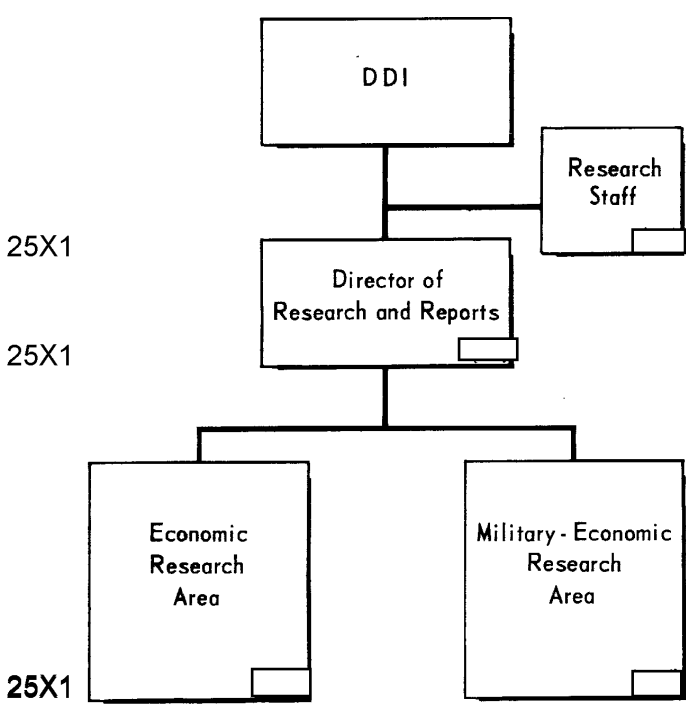 DDI
Research
Staff
25X1
Director of
Research and Reports
25X1
Economic
Research
Area
Military-Economic
Research
Area
25X1